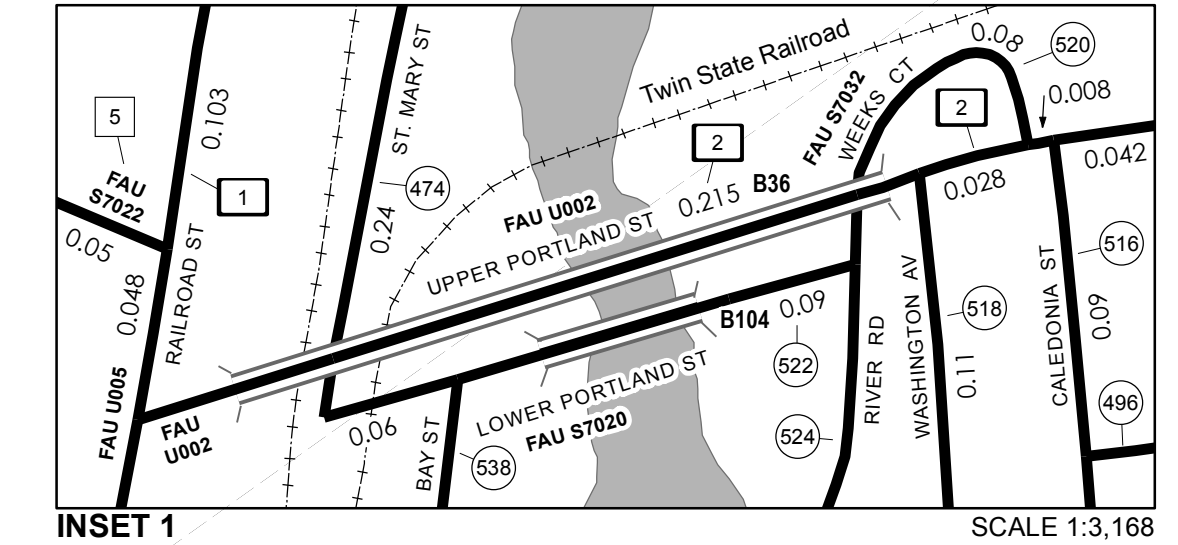 0.08
520
Twin State Railroad
ST. MARY ST
0.103
5
0.008
2
FAU S7032
WEEKS CT
2
FAU
S7022
1
474
0.24
B36
0.215
0.028
0.042
FAU U002
UPPER PORTLAND ST
0.05
0.048
RAILROAD ST
516
CALEDONIA ST
0.09
518
WASHINGTON AV
0.11
RIVER RD
0.09
B104
522
LOWER PORTLAND ST
FAU S7020
FAU U005
FAU
U002
0.06
BAY ST
538
524
496
INSET 1
SCALE 1:3,168